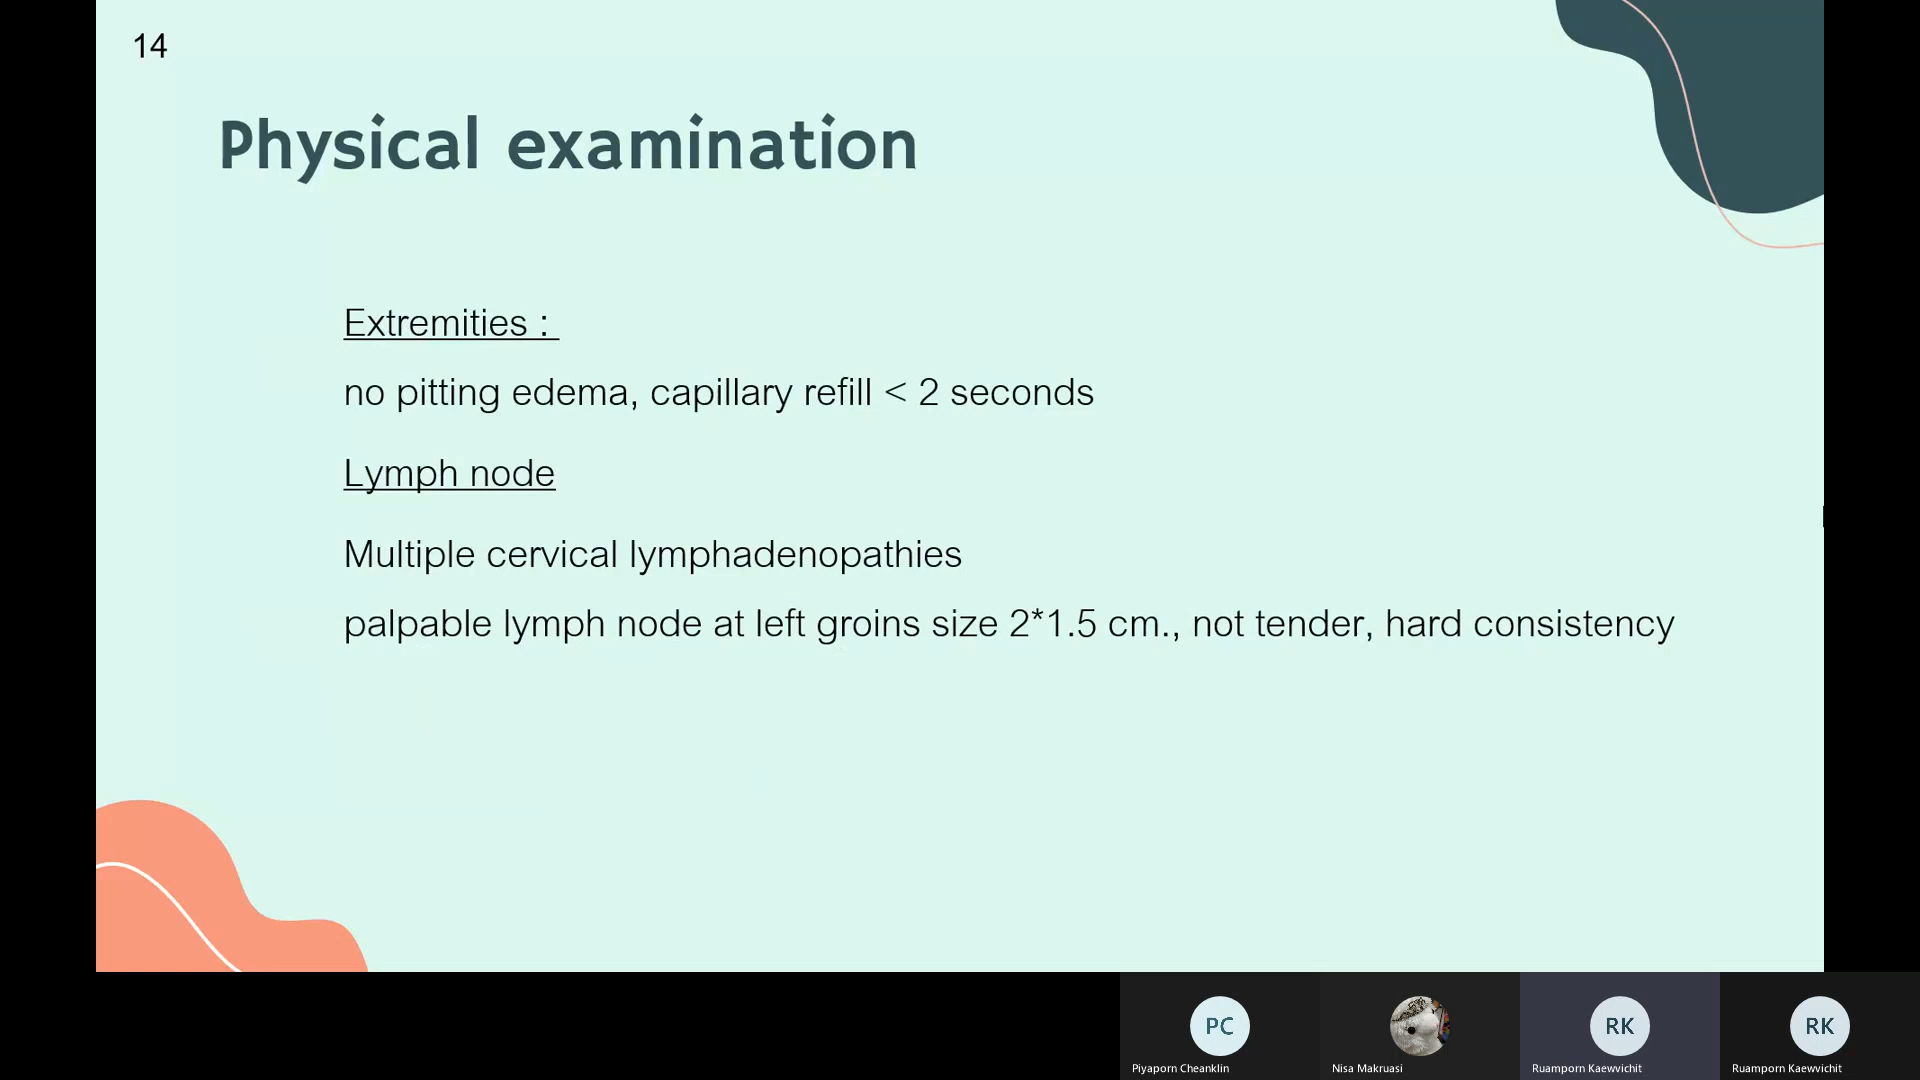 14
Physical examination
Extremities :
no pitting edema, capillary refill < 2 seconds
Lymph node
Multiple cervical lymphadenopathies
palpable lymph node at left groins size 2*1.5 cm., not tender, hard consistency
PC
RK
RK
Piyaporn Cheanklin
Nisa Makruasi
Ruamporn Kaewvichit
Ruamporn Kaewvichit